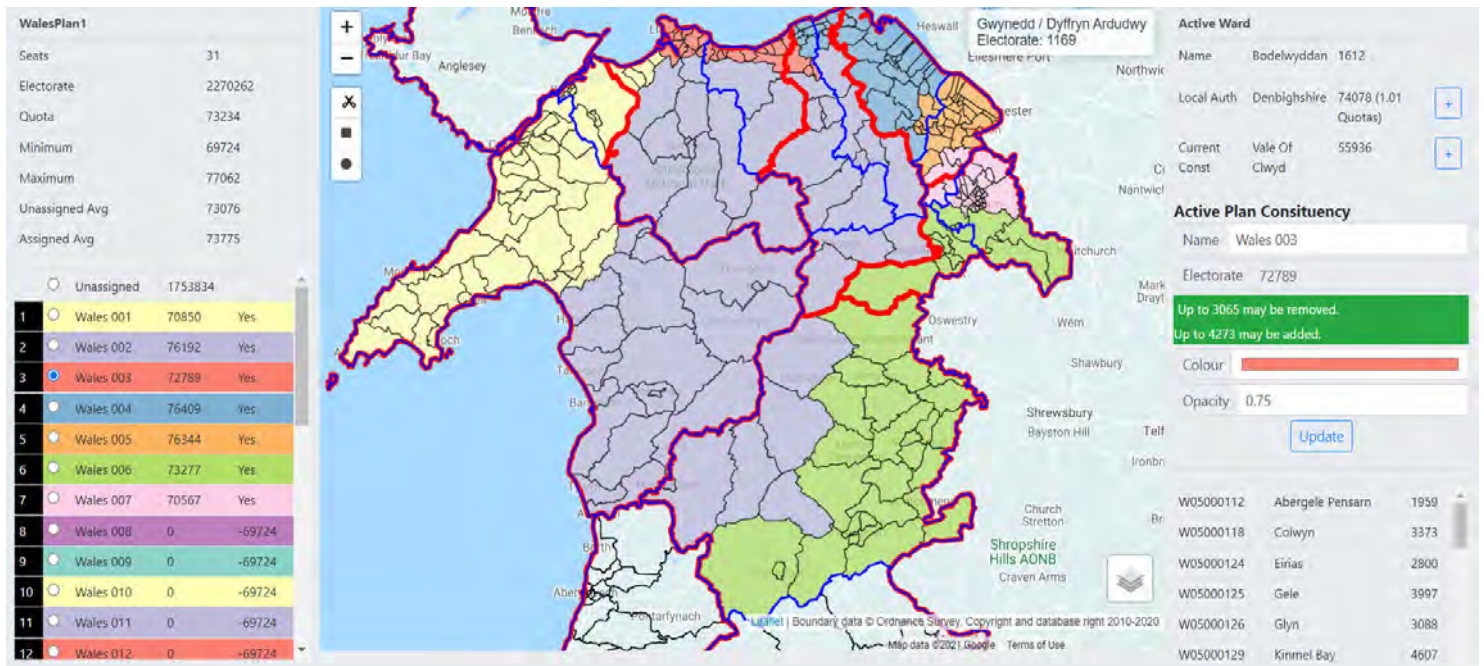 WalesPlan1
Seats 31
Electorate 2270262
Quota 73234
Minimum 69724
Maximum 77062
Unassigned Avg 73076
Assigned Avg 73775
Unassigned 1753834
1 Wales 001 70850 Yes
2 Wales 002 76192 Yes
3 Wales 003 72789 Yes
4 Wales 004 76409 Yes
5 Wales 005 76344 Yes
6 Wales 006 73277 Yes
7 Wales 007 70567 Yes
8 Wales 008 0 -69724
9 Wales 009 0 -69724
10 Wales 010 0 -69724
11 Wales 011 0 -69724
12 Wales 012 0 -69724
+
−
Anglesey
Heswall
Gwynedd / Dyffryn Ardudwy
Electorate: 1169
Ellesmere Port
Northwic
ester
Nantwich
hitchurch
Mark
Drayt
Oswestry
Wem
Shawbury
Shrewsbury
Bayston Hill
Telf
Ironbri
Church
Stretton
Shropshire
Hills AONB
Craven Arms
Borth
ontarfynach
Leaflet | Boundary data © Ordnance Survey, Copyright and database right 2010-2020
Map data ©2021 Google Terms of Use
Active Ward
Name Bodelwyddan 1612
Local Auth Denbighshire 74078 (1.01
Quotas)
+
Current Vale Of 55936
Const Clwyd
+
Active Plan Consituency
Name Wales 003
Electorate 72789
Up to 3065 may be removed.
Up to 4273 may be added.
Colour
Opacity 0.75
Update
W05000112 Abergele Pensarn 1959
W05000118 Colwyn 3373
W05000124 Eirias 2800
W05000125 Gele 3997
W05000126 Glyn 3088
W05000129 Kinmel Bay 4607